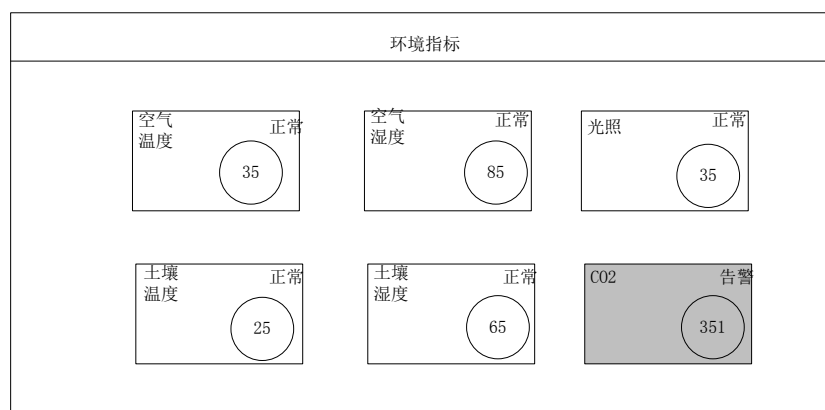 环境指标
空气
温度
正常
35
空气
湿度
正常
85
光照
正常
35
土壤
温度
正常
25
土壤
湿度
正常
65
CO2
告警
351